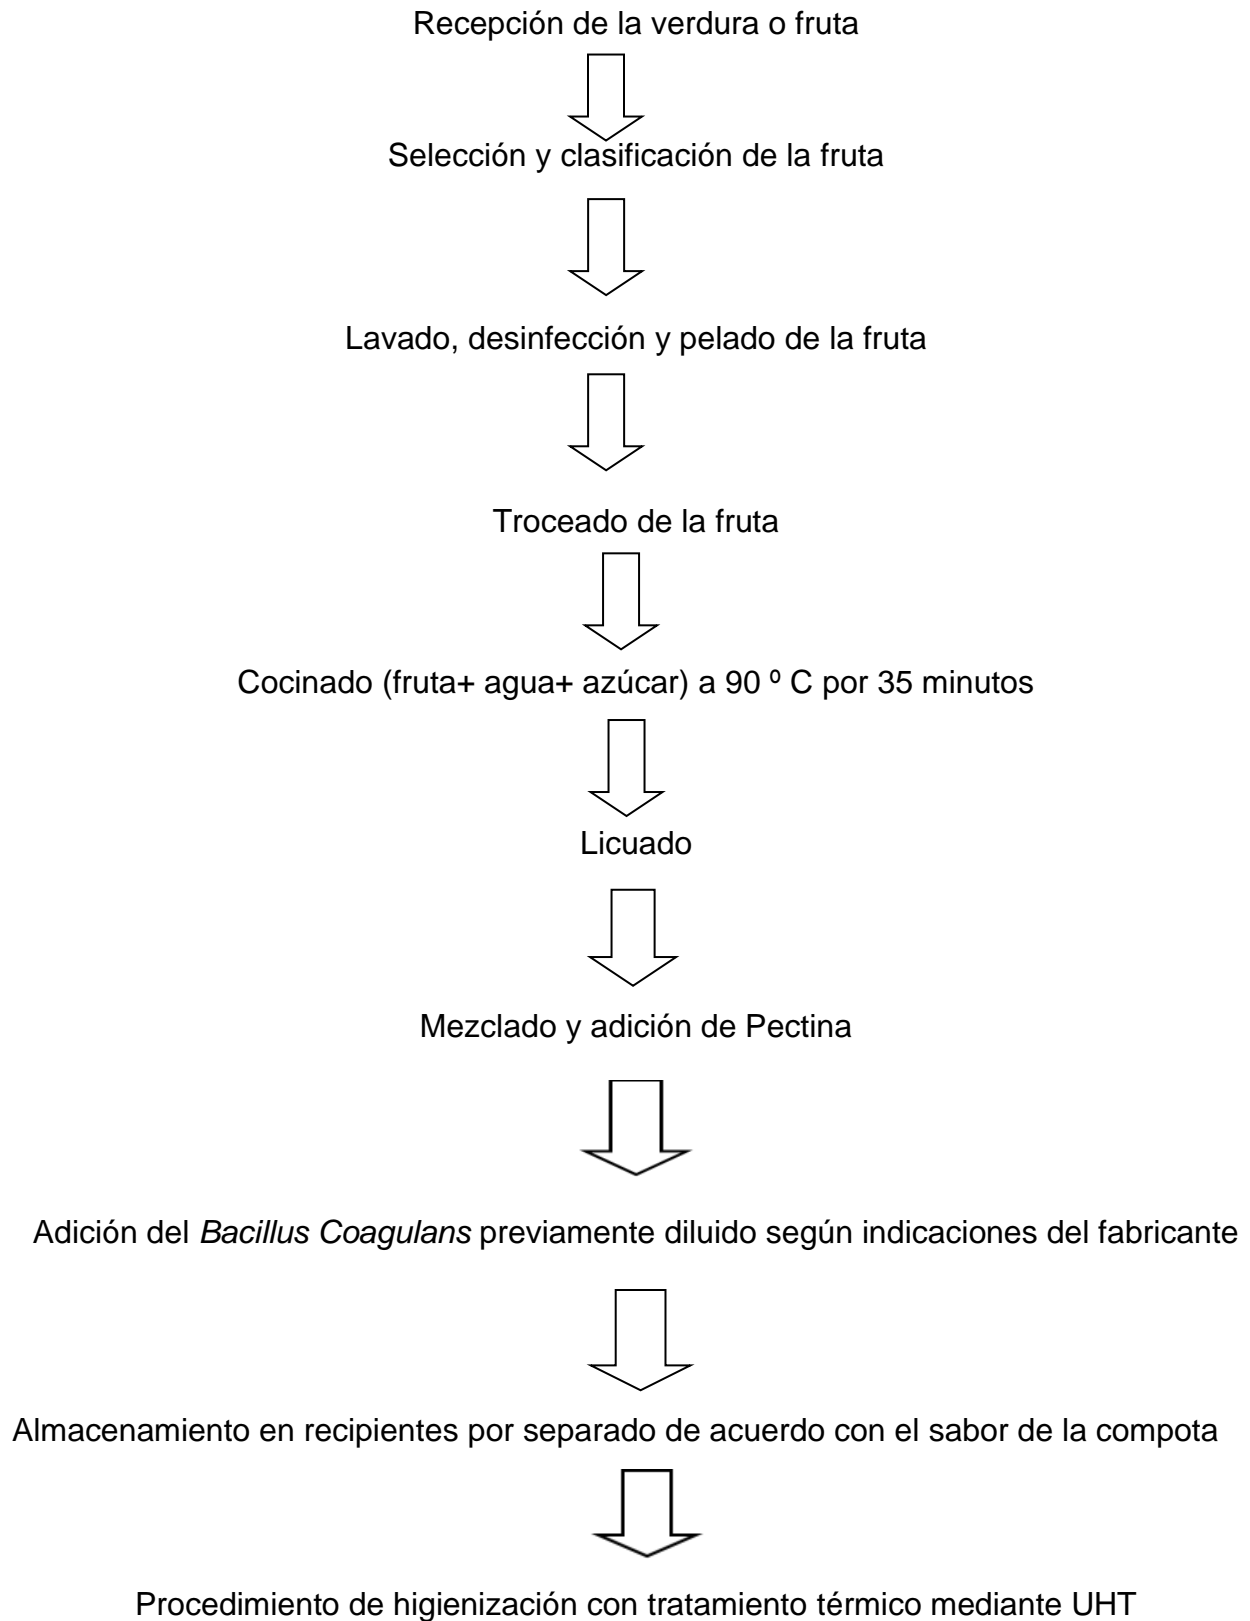 Recepción de la verdura o fruta
Selección y clasificación de la fruta
Lavado, desinfección y pelado de la fruta
Troceado de la fruta
Cocinado (fruta+ agua+ azúcar) a 90 º C por 35 minutos
Licuado
Mezclado y adición de Pectina
Adición del Bacillus Coagulans previamente diluido según indicaciones del fabricante
Almacenamiento en recipientes por separado de acuerdo con el sabor de la compota
Procedimiento de higienización con tratamiento térmico mediante UHT